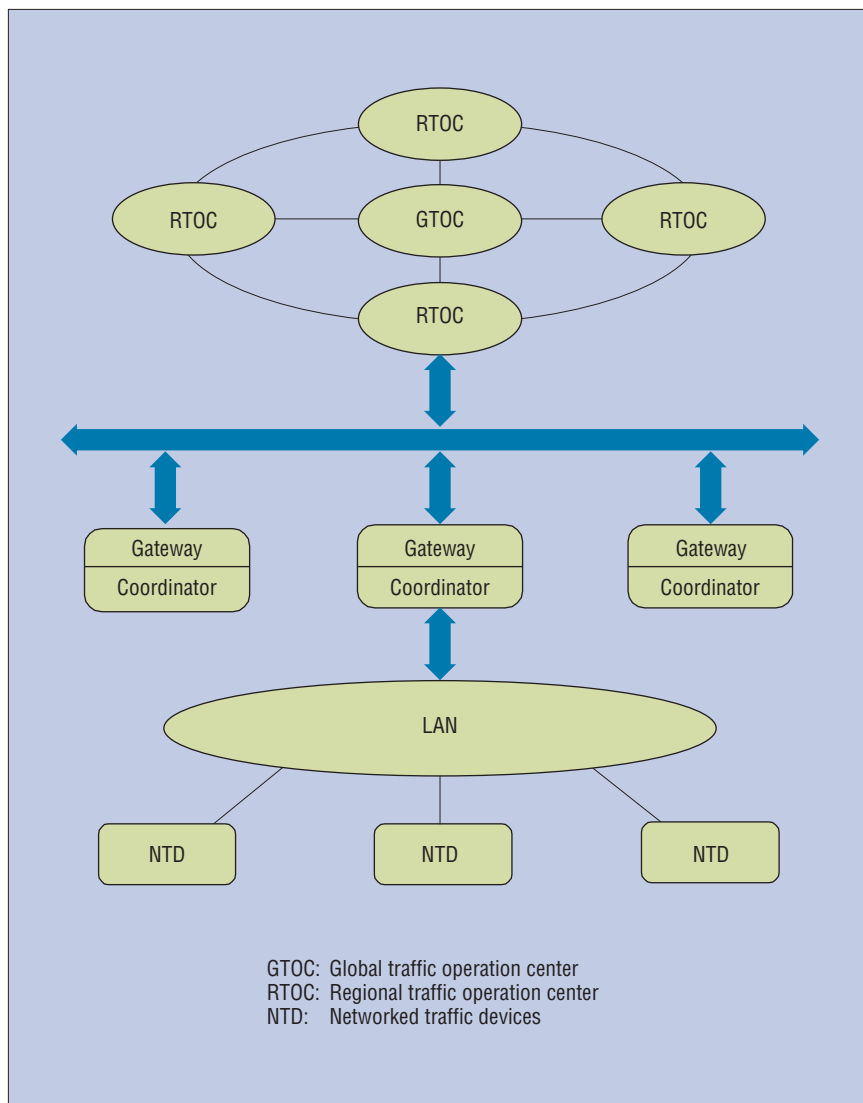 RTOC
RTOC
GTOC
RTOC
RTOC
Gateway
Coordinator
Gateway
Coordinator
Gateway
Coordinator
LAN
NTD
NTD
NTD
GTOC: Global traffic operation center
RTOC: Regional traffic operation center
NTD: Networked traffic devices